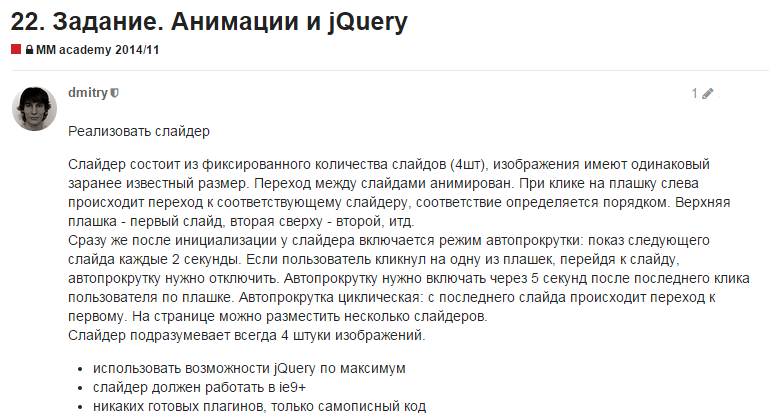 22. Задание. Анимации и jQuery
MM academy 2014/11
dmitry
1
Реализовать слайдер
Слайдер состоит из фиксированного количества слайдов (4шт), изображения имеют одинаковый
заранее известный размер. Переход между слайдами анимирован. При клике на плашку слева
происходит переход к соответствующему слайдеру, соответствие определяется порядком. Верхняя
плашка - первый слайд, вторая сверху - второй, итд.
Сразу же после инициализации у слайдера включается режим автопрокрутки: показ следующего
слайда каждые 2 секунды. Если пользователь кликнул на одну из плашек, перейдя к слайду,
автопрокрутку нужно отключить. Автопрокрутку нужно включать через 5 секунд после последнего клика
пользователя по плашке. Автопрокрутка циклическая: с последнего слайда происходит переход к
первому. На странице можно разместить несколько слайдеров.
Слайдер подразумевает всегда 4 штуки изображений.
• использовать возможности jQuery по максимум
• слайдер должен работать в ie9+
• никаких готовых плагинов, только самописный код